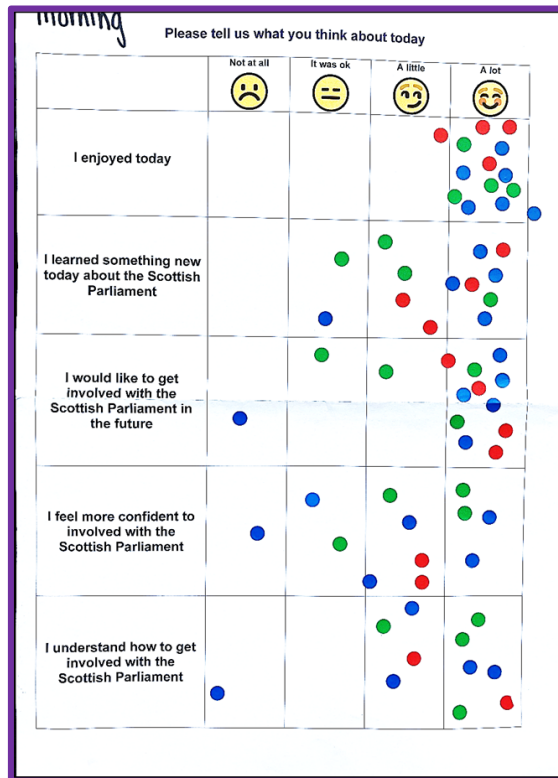 morning
Please tell us what you think about today
Not at all
It was ok
A little
A lot
I enjoyed today
I learned something new
today about the Scottish
Parliament
I would like to get
involved with the
Scottish Parliament in
the future
I feel more confident to
involved with the
Scottish Parliament
I understand how to get
involved with the
Scottish Parliament